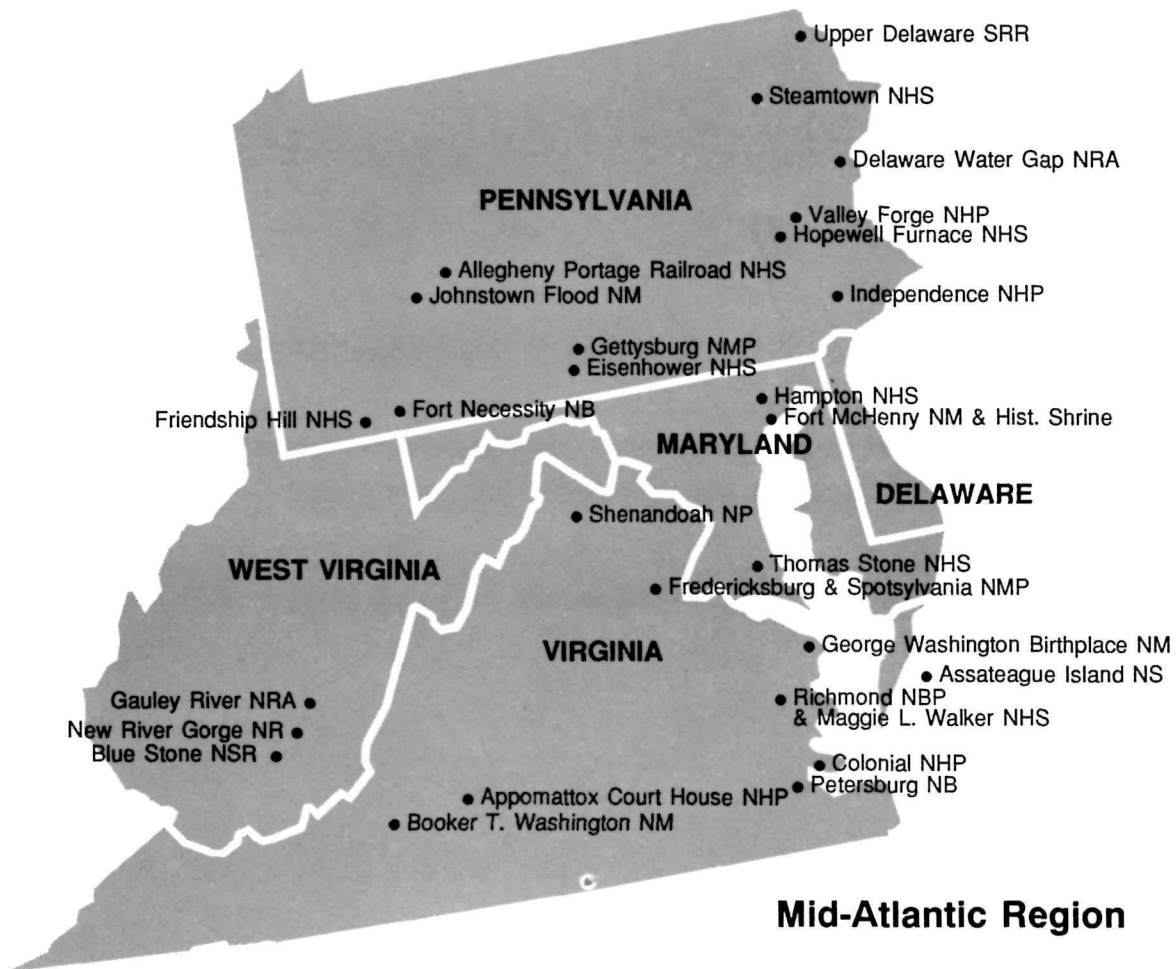 Upper Delaware SRR
Steamtown NHS
Delaware Water Gap NRA
PENNSYLVANIA
Valley Forge NHP
Hopewell Furnace NHS
Allegheny Portage Railroad NHS
Johnstown Flood NM
Independence NHP
Gettysburg NMP
Eisenhower NHS
Hampton NHS
Friendship Hill NHS
Fort Necessity NB
Fort McHenry NM & Hist. Shrine
MARYLAND
DELAWARE
Shenandoah NP
WEST VIRGINIA
Thomas Stone NHS
Fredericksburg & Spotsylvania NMP
VIRGINIA
George Washington Birthplace NM
Assateague Island NS
Gauley River NRA
Richmond NBP
& Maggie L. Walker NHS
New River Gorge NR
Blue Stone NSR
Colonial NHP
Petersburg NB
Appomattox Court House NHP
Booker T. Washington NM
Mid-Atlantic Region